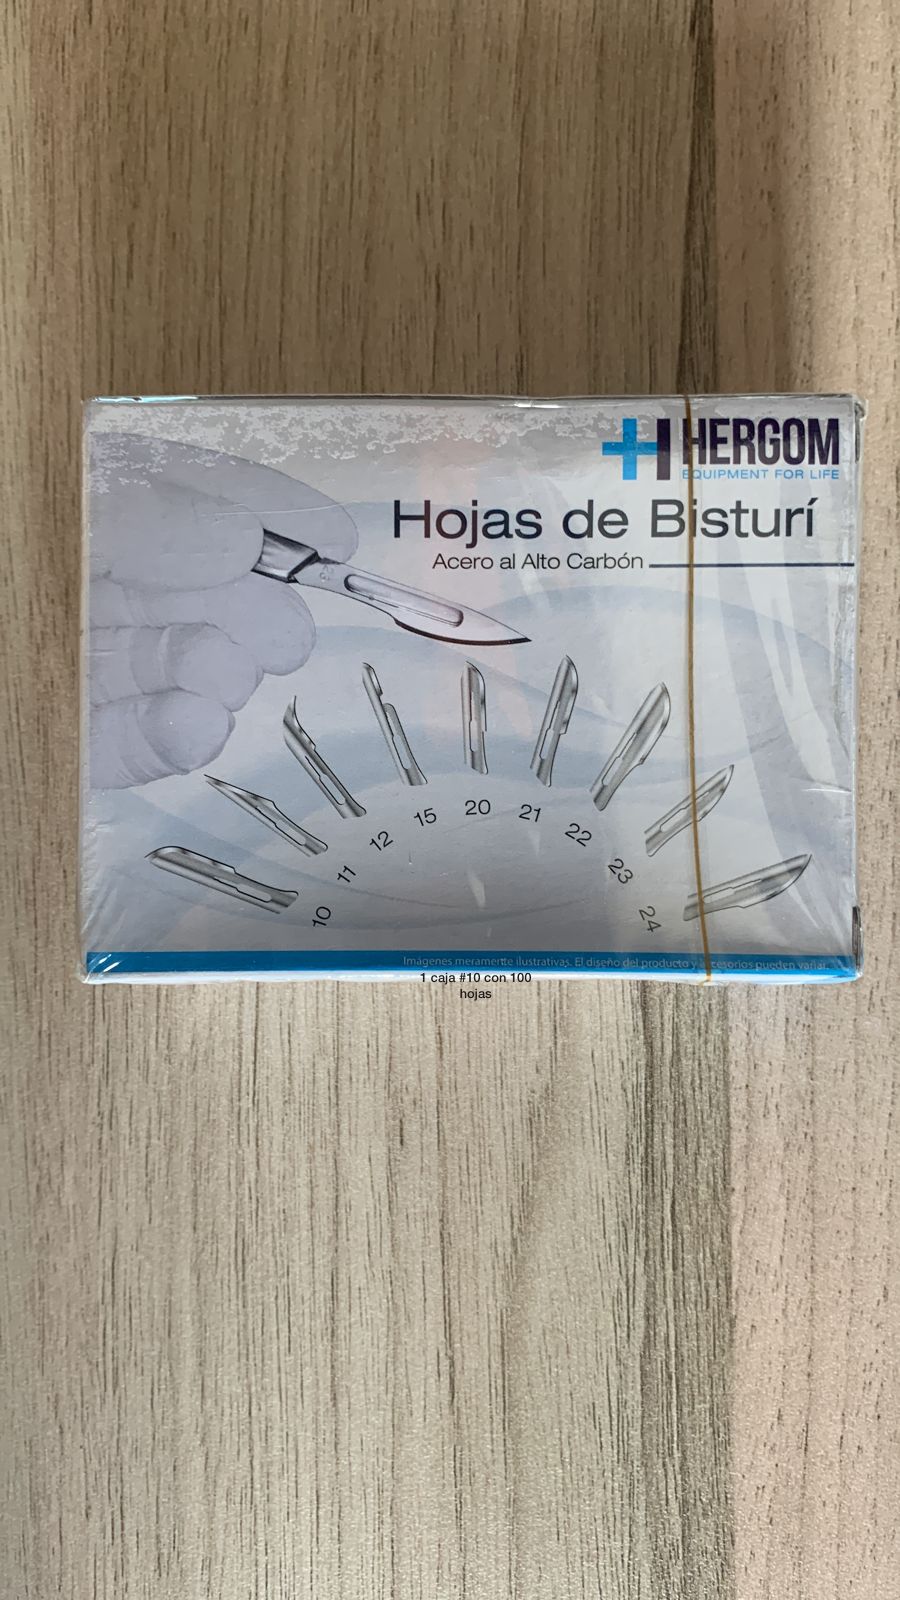 HERGOM
EQUIPMENT FOR LIFE
Hojas de Bisturí
Acero al Alto Carbón
23
10
11
12
15
20
21
22
23
24
Imágenes meramente ilustrativas. El diseño del producto y accesorios pueden variar.
1 caja #10 con 100
hojas